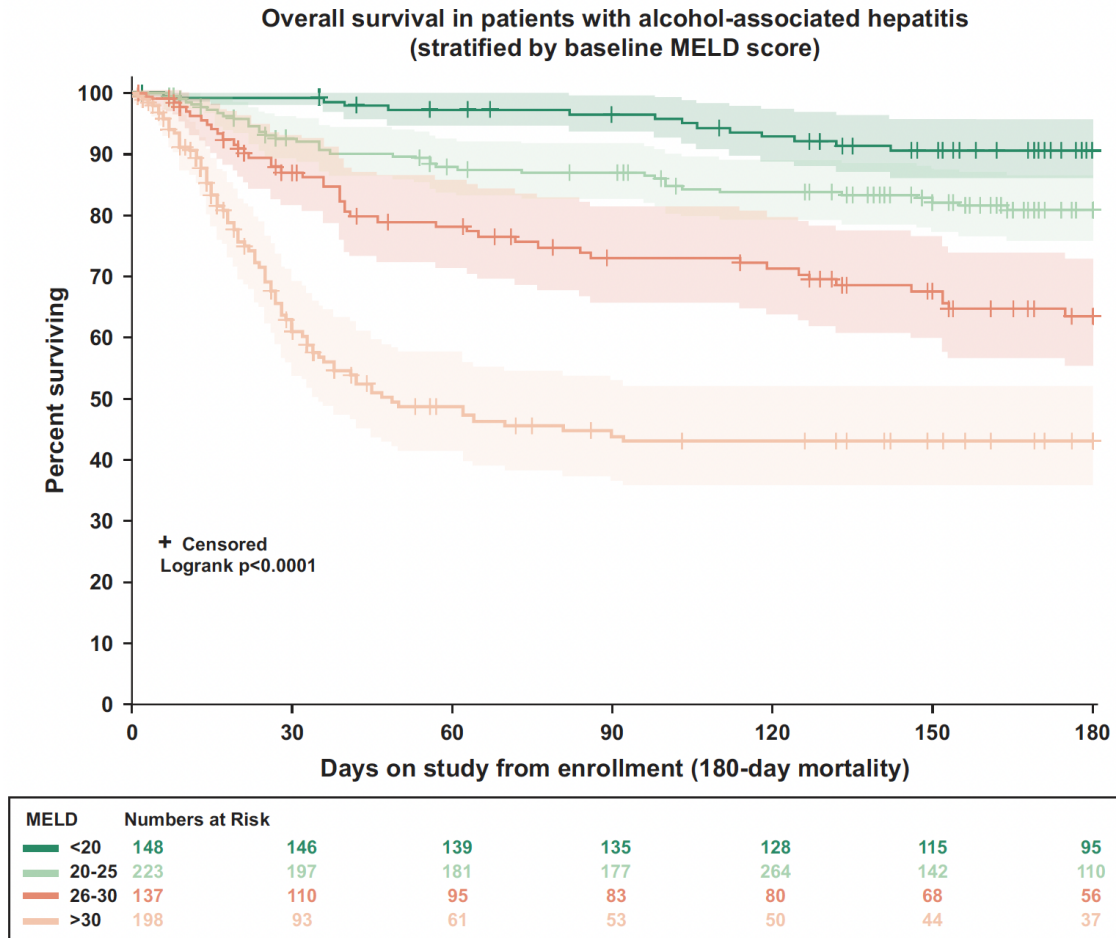 Overall survival in patients with alcohol-associated hepatitis
(stratified by baseline MELD score)
100
90
80
70
60
50
40
30
20
10
0
Percent surviving
+ Censored
Logrank p<0.0001
0 30 60 90 120 150 180
Days on study from enrollment (180-day mortality)
MELD Numbers at Risk
<20 148 146 139 135 128 115 95
20-25 223 197 181 177 264 142 110
26-30 137 110 95 83 80 68 56
>30 198 93 61 53 50 44 37